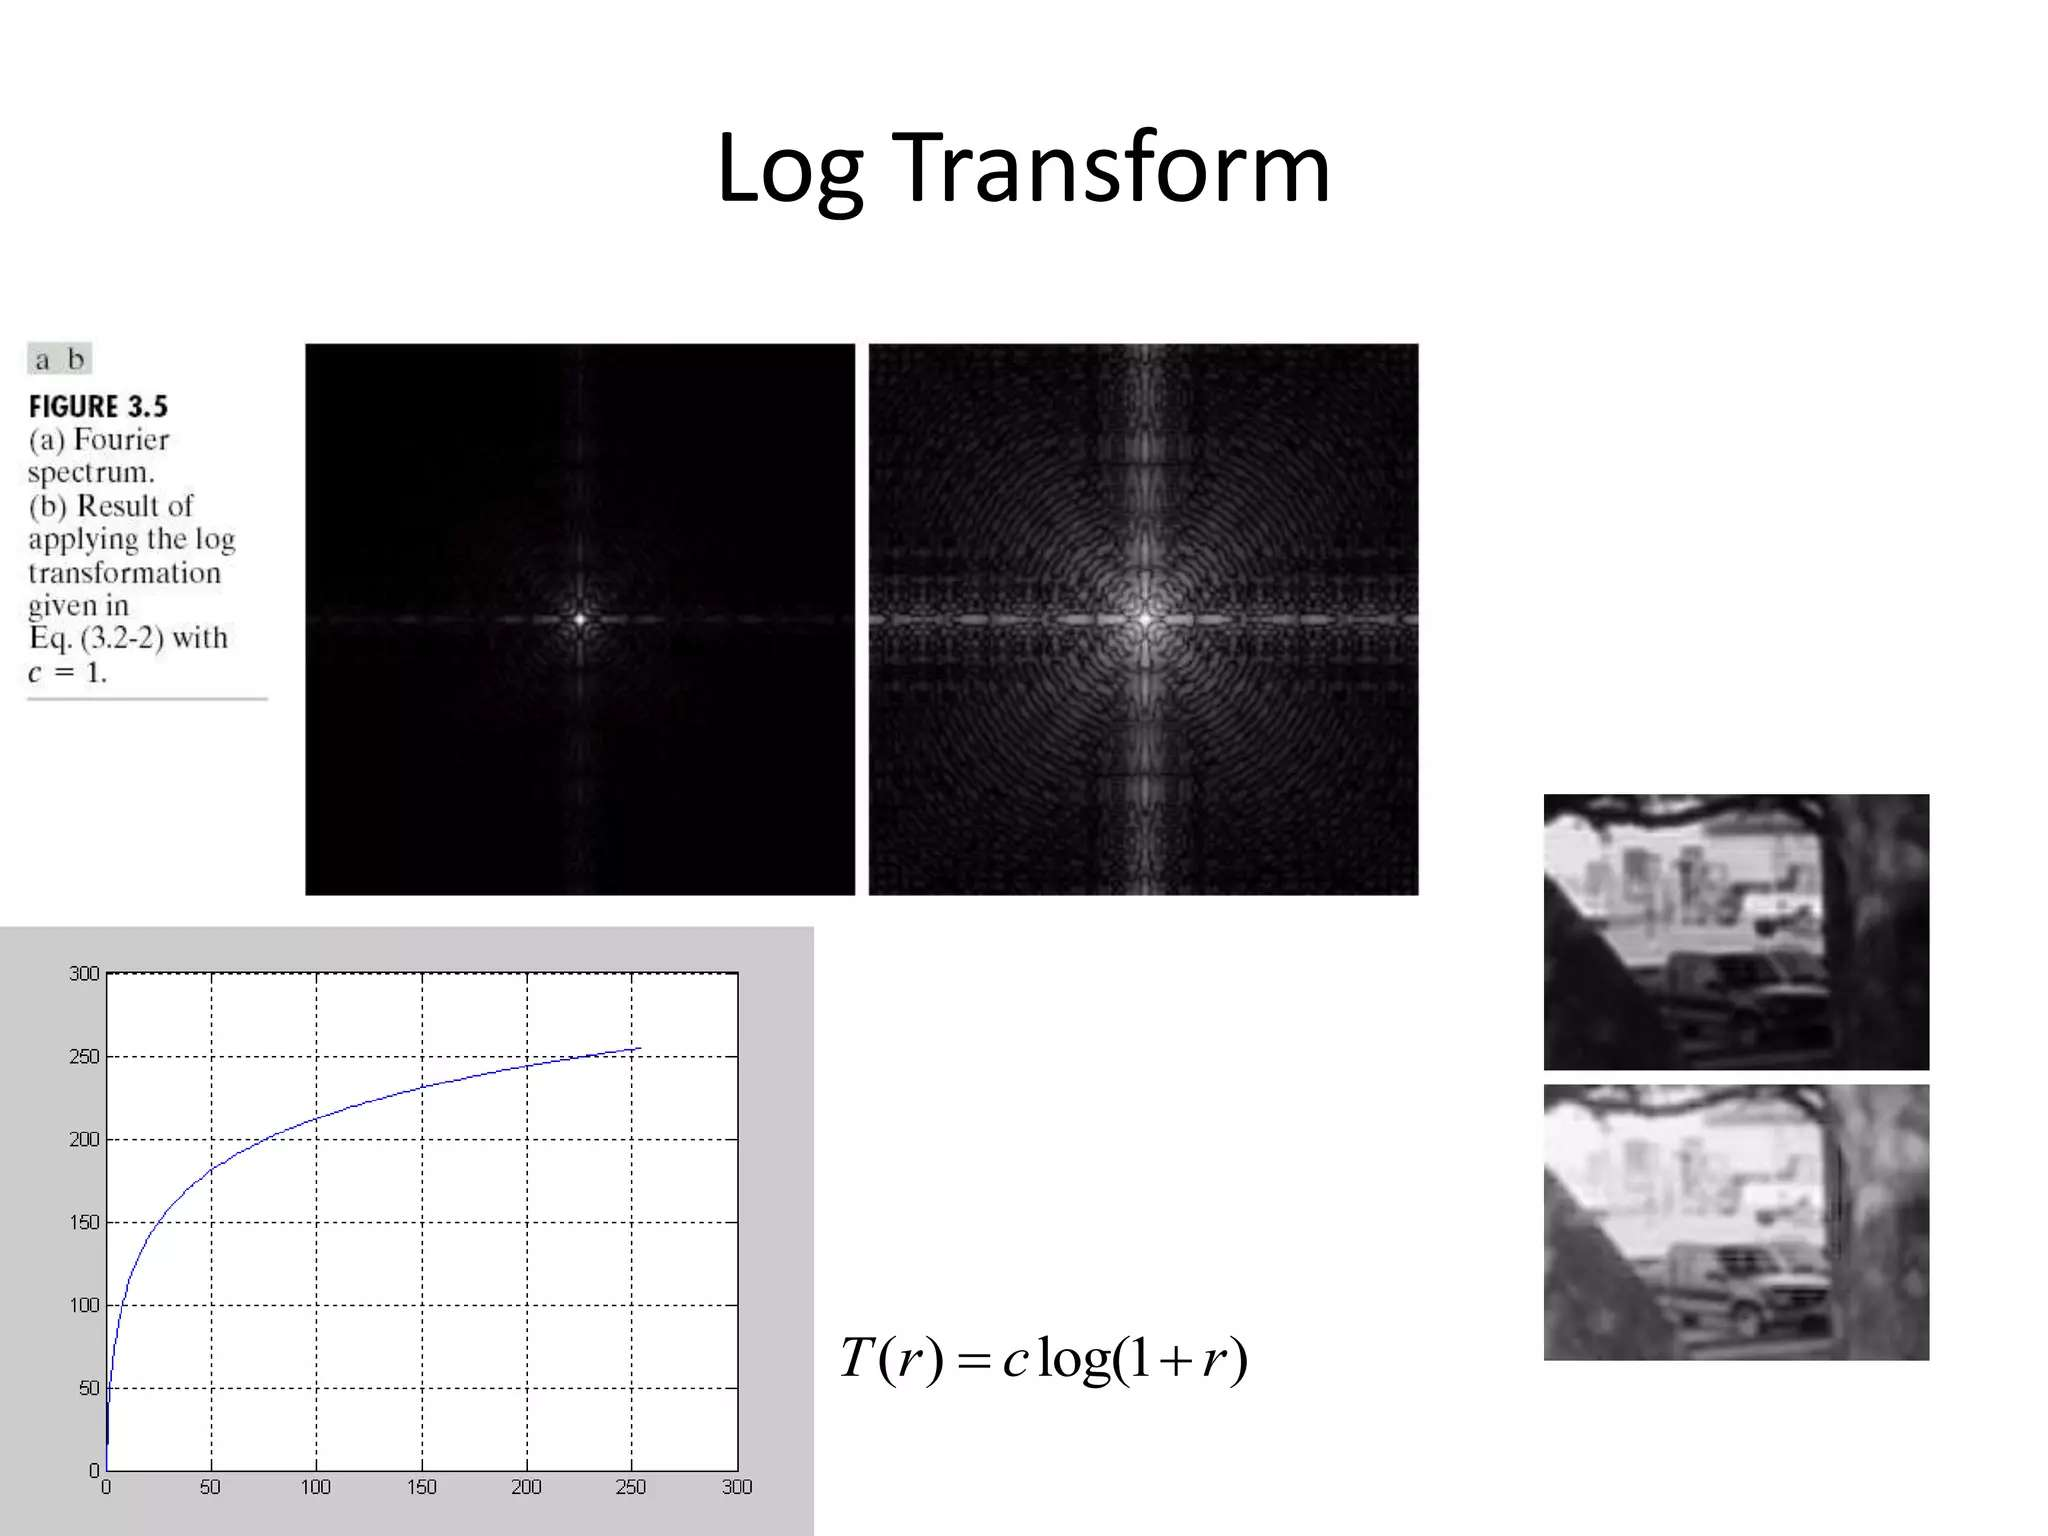 Log Transform
a b
FIGURE 3.5
(a) Fourier
spectrum.
(b) Result of
applying the log
transformation
given in
Eq. (3.2-2) with
c = 1.
300
250
200
150
100
50
0
0 50 100 150 200 250 300
T(r) = c log(1 + r)